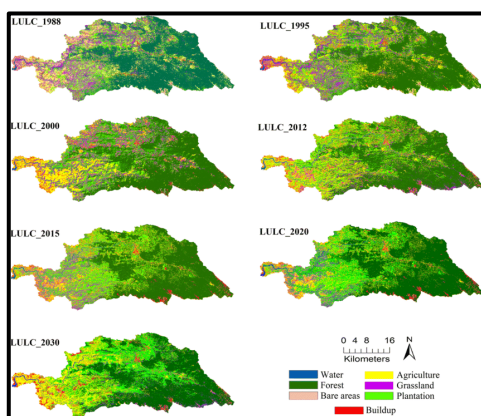 LULC_1988
LULC_1995
LULC_2000
LULC_2012
LULC_2015
LULC_2020
LULC_2030
0 4 8 16
Kilometers
N
Water
Agriculture
Forest
Grassland
Bare areas
Plantation
Buildup